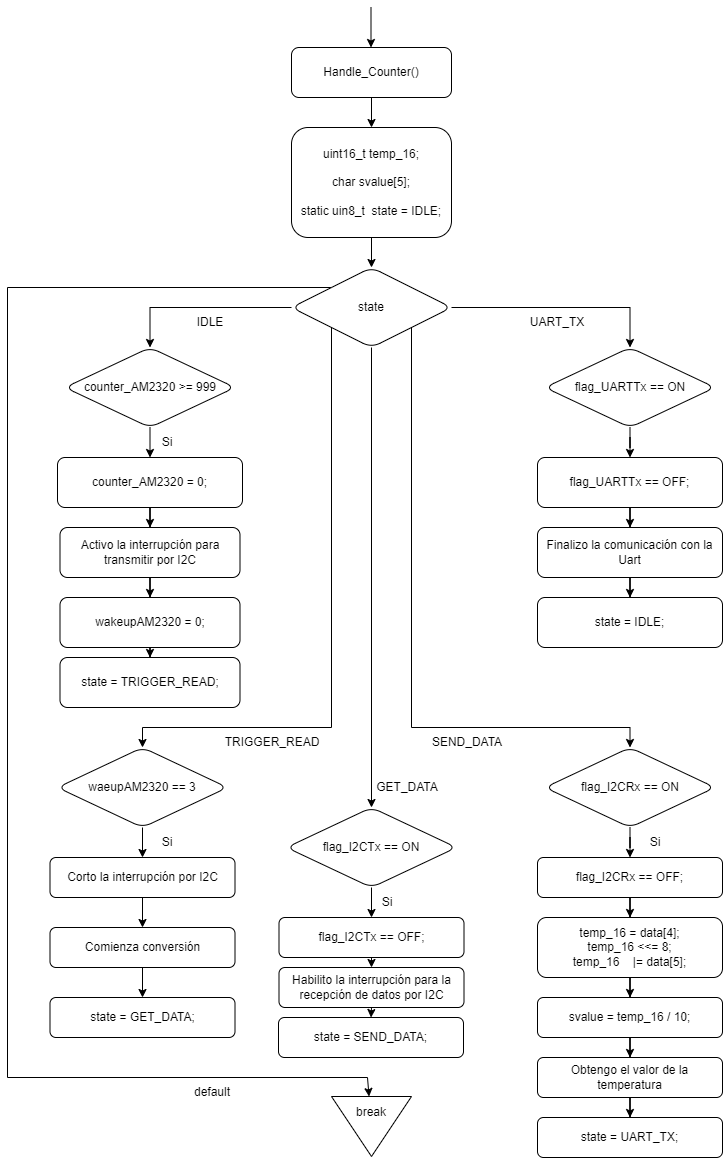 Handle_Counter()
uint16_t temp_16;
char svalue[5];
static uin8_t state = IDLE;
state
IDLE
UART_TX
counter_AM2320 >= 999
flag_UARTTx == ON
Si
counter_AM2320 = 0;
flag_UARTTx == OFF;
Activo la interrupción para
transmitir por I2C
Finalizo la comunicación con la
Uart
wakeupAM2320 = 0;
state = IDLE;
state = TRIGGER_READ;
TRIGGER_READ
SEND_DATA
waeupAM2320 == 3
GET_DATA
flag_I2CRx == ON
Si
flag_I2CTx == ON
Si
Corto la interrupción por I2C
flag_I2CRx == OFF;
Si
flag_I2CTx == OFF;
temp_16 = data[4];
temp_16 <<= 8;
temp_16 |= data[5];
Comienza conversión
Habilito la interrupción para la
recepción de datos por I2C
state = GET_DATA;
state = SEND_DATA;
svalue = temp_16 / 10;
Obtengo el valor de la
temperatura
default
break
state = UART_TX;